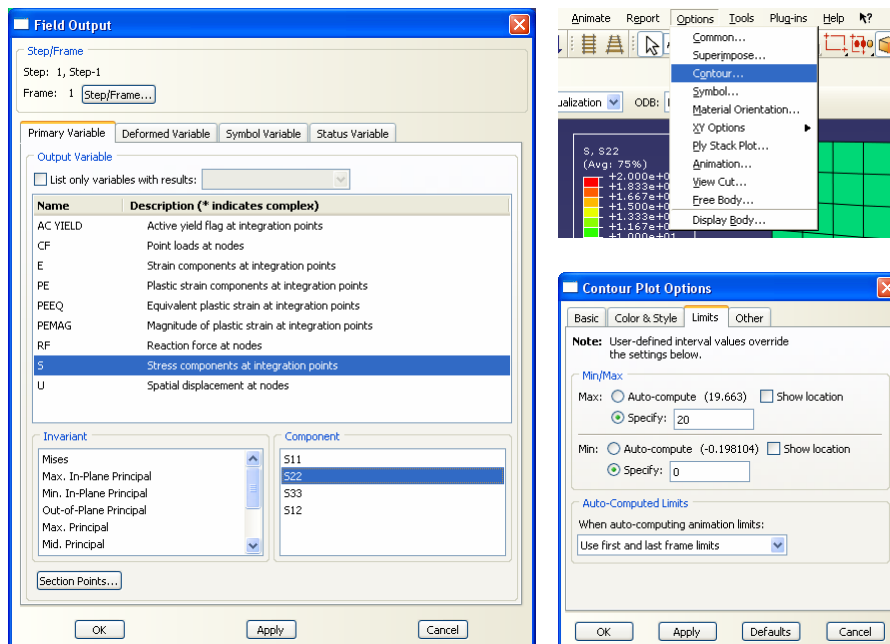 Field Output
Step/Frame
Step: 1, Step-1
Frame: 1 Step/Frame...
Primary Variable Deformed Variable Symbol Variable Status Variable
Output Variable
List only variables with results:
Name Description (* indicates complex)
AC YIELD Active yield flag at integration points
CF Point loads at nodes
E Strain components at integration points
PE Plastic strain components at integration points
PEEQ Equivalent plastic strain at integration points
PEMAG Magnitude of plastic strain at integration points
RF Reaction force at nodes
S Stress components at integration points
U Spatial displacement at nodes
Invariant
Mises
Max. In-Plane Principal
Min. In-Plane Principal
Out-of-Plane Principal
Max. Principal
Mid. Principal
Component
S11
S22
S33
S12
Section Points...
OK Apply Cancel
Animate Report Options Tools Plug-ins Help
Common...
Superimpose...
Contour...
Symbol...
Material Orientation...
XY Options
Ply Stack Plot...
Animation...
View Cut...
Free Body...
Display Body...
ualization ODB:
S, S22
(Avg: 75%)
+2.000e+0
+1.833e+0
+1.667e+0
+1.500e+0
+1.333e+0
+1.167e+0
+1.000e+01
Contour Plot Options
Basic Color & Style Limits Other
Note: User-defined interval values override
the settings below.
Min/Max
Max: Auto-compute (19.663) Show location
Specify: 20
Min: Auto-compute (-0.198104) Show location
Specify: 0
Auto-Computed Limits
When auto-computing animation limits:
Use first and last frame limits
OK Apply Defaults Cancel